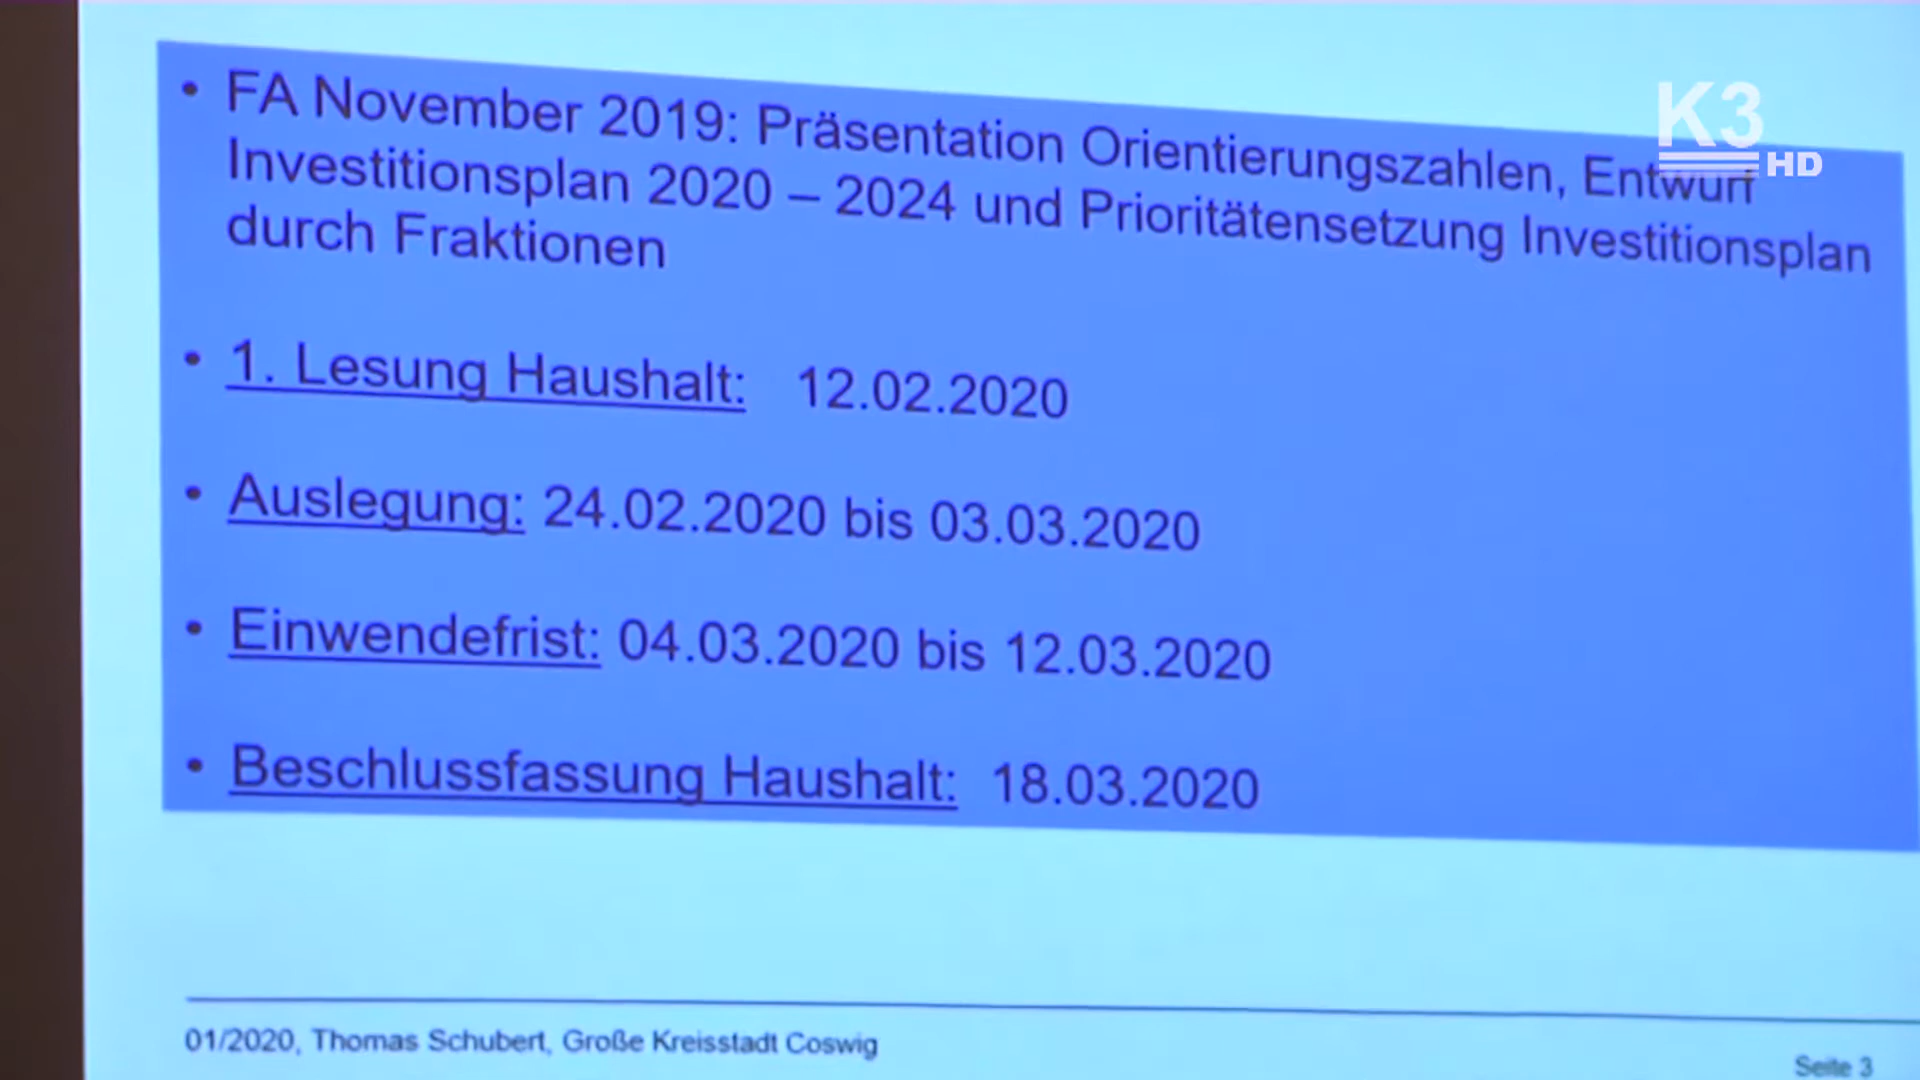 • FA November 2019: Präsentation Orientierungszahlen, Entwurf
Investitionsplan 2020 – 2024 und Prioritätensetzung Investitionsplan
durch Fraktionen
• 1. Lesung Haushalt: 12.02.2020
• Auslegung: 24.02.2020 bis 03.03.2020
• Einwendefrist: 04.03.2020 bis 12.03.2020
• Beschlussfassung Haushalt: 18.03.2020
01/2020, Thomas Schubert, Große Kreisstadt Coswig
Seite 3
K3 HD